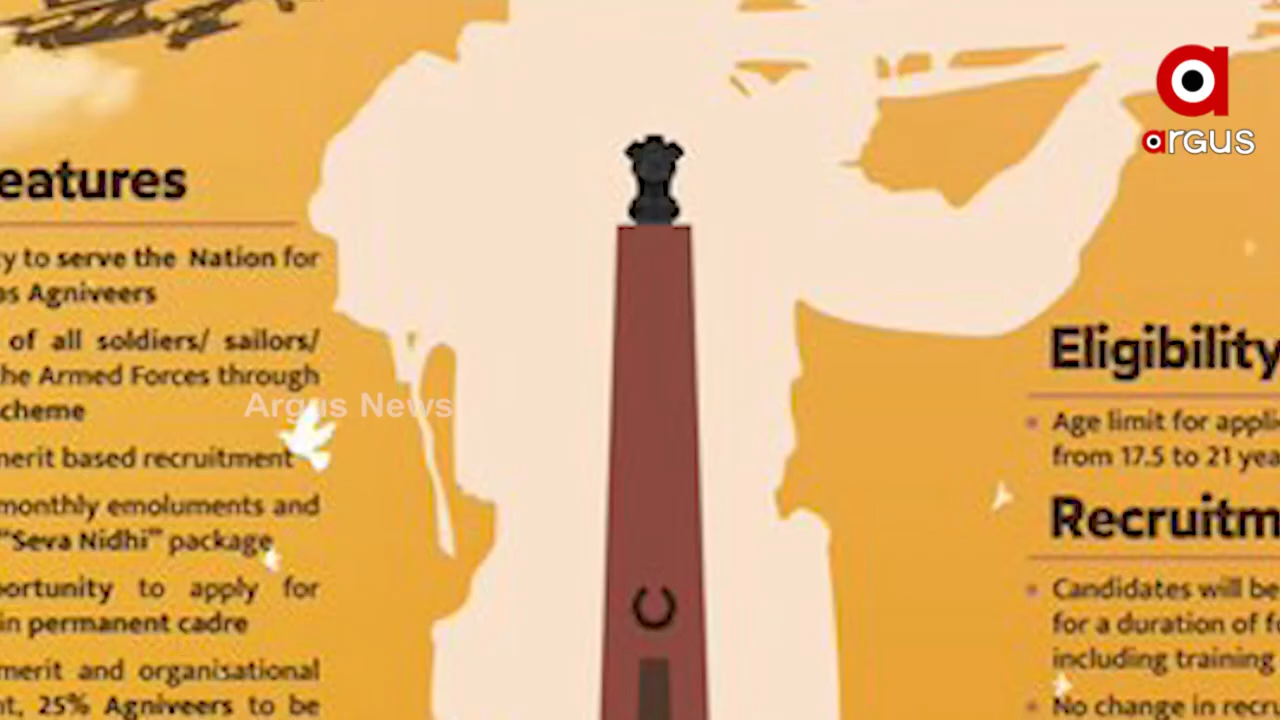 eatures
y to serve the Nation for
as Agniveers
of all soldiers/ sailors/
he Armed Forces through
cheme
nerit based recruitment
monthly emoluments and
"Seva Nidhi" package
portunity to apply for
in permanent cadre
merit and organisational
nt, 25% Agniveers to be
Argus News
argus
Eligibility
Age limit for appli
from 17.5 to 21 yea
Recruitm
Candidates will be
for a duration of fo
including training
No change in recru